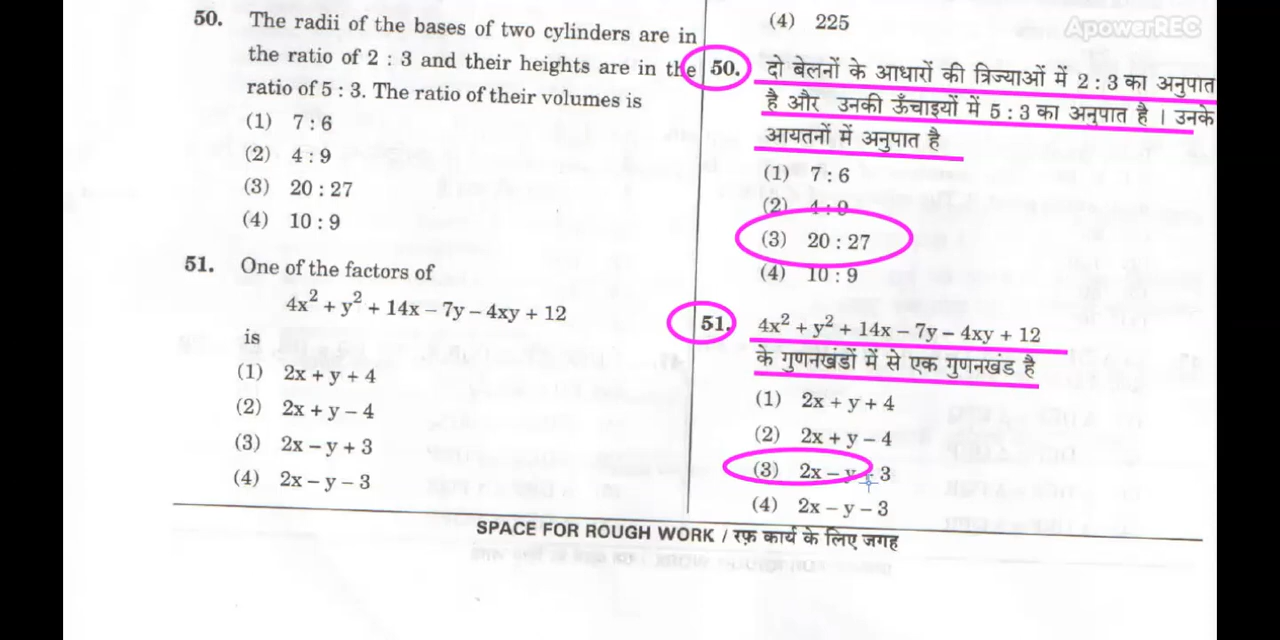 50. The radii of the bases of two cylinders are in
the ratio of 2 : 3 and their heights are in the
ratio of 5 : 3. The ratio of their volumes is
(1) 7 : 6
(2) 4 : 9
(3) 20 : 27
(4) 10 : 9
51. One of the factors of
4x² + y² + 14x – 7y – 4xy + 12
is
(1) 2x + y + 4
(2) 2x + y – 4
(3) 2x – y + 3
(4) 2x – y – 3
(4) 225
ApowerREC
50. दो बेलनों के आधारों की त्रिज्याओं में 2 : 3 का अनुपात
है और उनकी ऊँचाइयों में 5 : 3 का अनुपात है । उनके
आयतनों में अनुपात है
(1) 7 : 6
(2) 4 : 9
(3) 20 : 27
(4) 10 : 9
51. 4x² + y² + 14x – 7y – 4xy + 12
के गुणनखंडों में से एक गुणनखंड है
(1) 2x + y + 4
(2) 2x + y – 4
(3) 2x – y + 3
(4) 2x – y – 3
SPACE FOR ROUGH WORK / रफ़ कार्य के लिए जगह